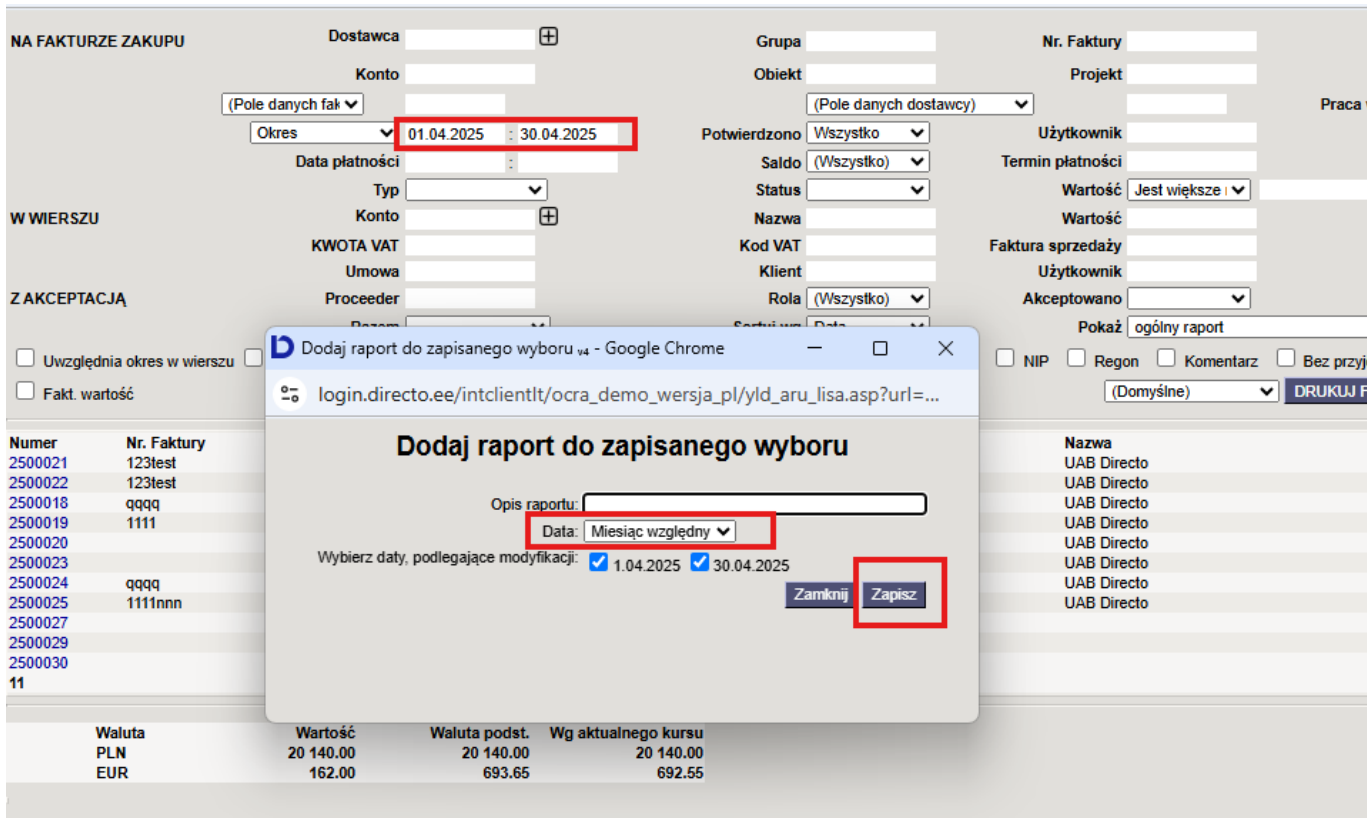 NA FAKTURZE ZAKUPU Dostawca Grupa Nr. Faktury
Konto Obiekt Projekt
(Pole danych fak (Pole danych dostawcy) Praca
Okres 01.04.2025 : 30.04.2025 Potwierdzono Wszystko Użytkownik
Data płatności : Saldo (Wszystko) Termin płatności
Typ Status Wartość Jest większe
W WIERSZU Konto Nazwa Wartość
KWOTA VAT Kod VAT Faktura sprzedaży
Umowa Klient Użytkownik
Z AKCEPTACJĄ Proceeder Rola (Wszystko) Akceptowano
Razem Sortuj wg Data Pokaż ogólny raport
Uwzględnia okres w wierszu NIP Regon Komentarz Bez
Fakt. wartość (Domyślne) DRUKUJ
Dodaj raport do zapisanego wyboru v4 - Google Chrome
login.directo.ee/intclientlt/ocra_demo_wersja_pl/yld_aru_lisa.asp?url=...
Dodaj raport do zapisanego wyboru
Opis raportu:
Data: Miesiąc względny
Wybierz daty, podlegające modyfikacji: 1.04.2025 30.04.2025
Zamknij Zapisz
Numer Nr. Faktury Nazwa
2500021 123test UAB Directo
2500022 123test UAB Directo
2500018 qqqq UAB Directo
2500019 1111 UAB Directo
2500020 UAB Directo
2500023 UAB Directo
2500024 qqqq UAB Directo
2500025 1111nnn UAB Directo
2500027
2500029
2500030
11
Waluta Wartość Waluta podst. Wg aktualnego kursu
PLN 20 140.00 20 140.00 20 140.00
EUR 162.00 693.65 692.55